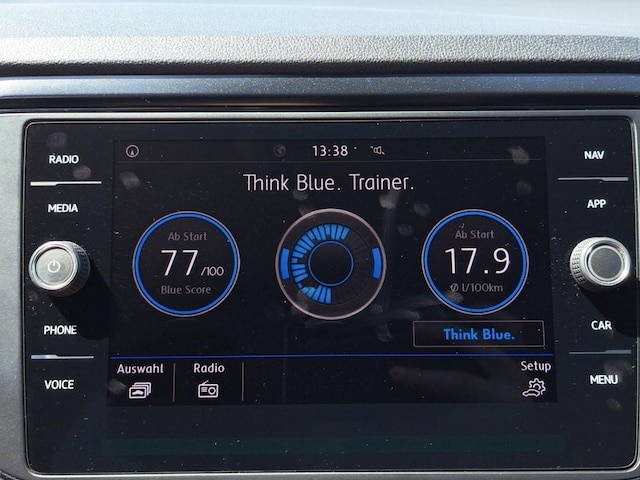 RADIO
MEDIA
PHONE
VOICE
13:38
Think Blue. Trainer.
Ab Start
77/100
Blue Score
Ab Start
17.9
Ø l/100km
Think Blue.
Auswahl
Radio
Setup
NAV
APP
CAR
MENU